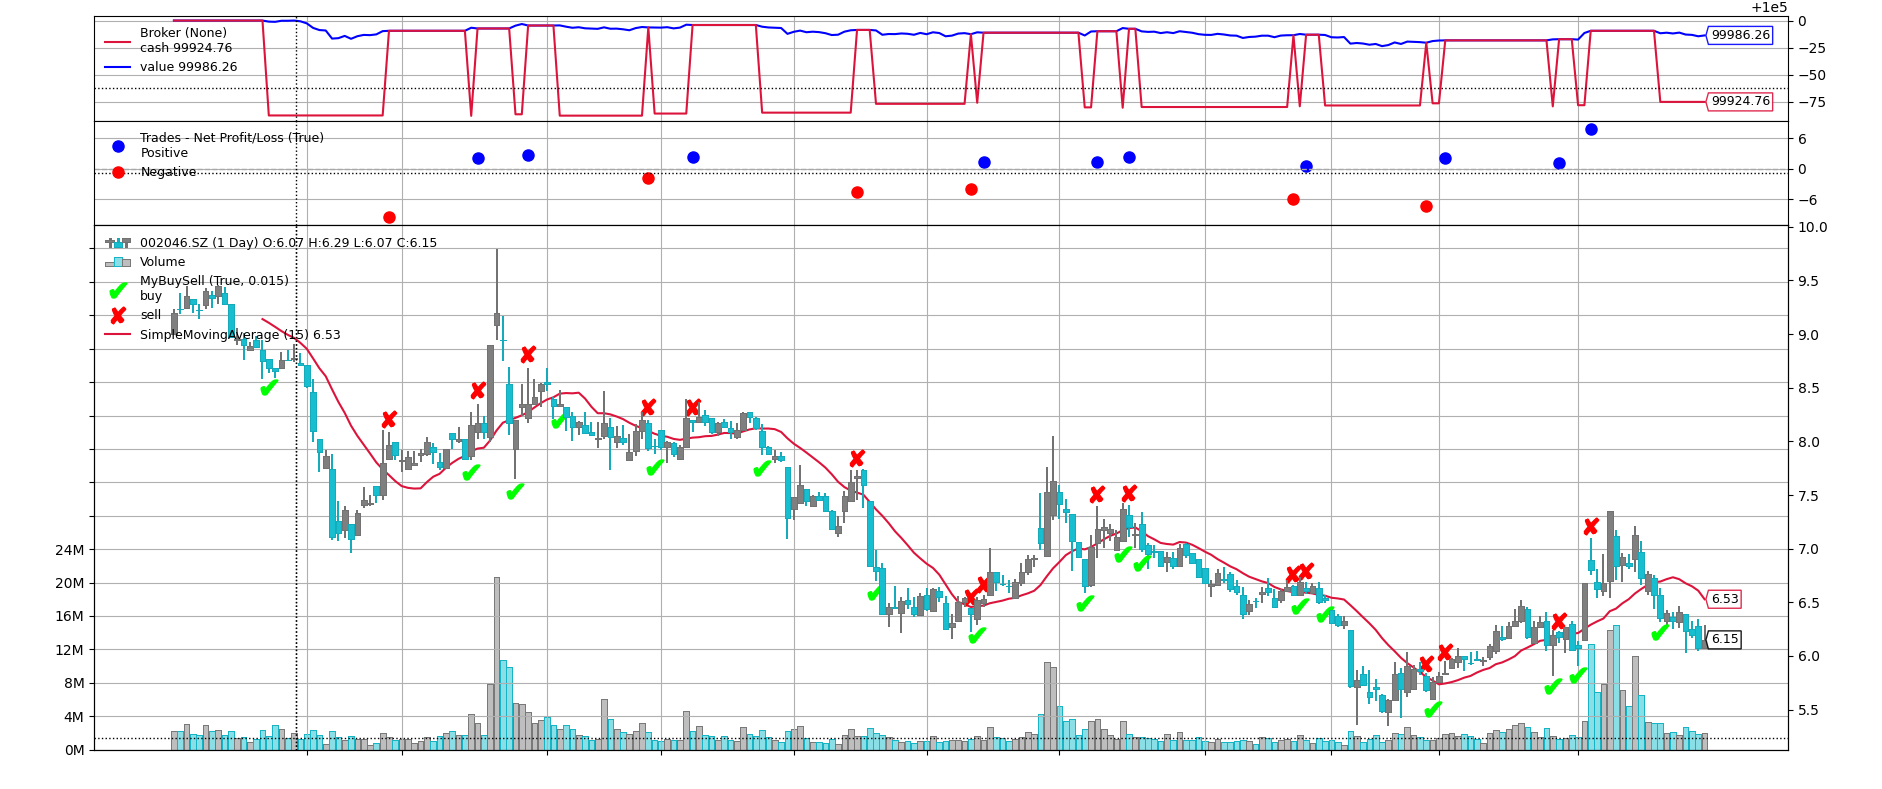 +1e5
Broker (None)
cash 99924.76
value 99986.26
0
−25
−50
−75
99986.26
99924.76
Trades - Net Profit/Loss (True)
Positive
Negative
6
0
−6
002046.SZ (1 Day) O:6.07 H:6.29 L:6.07 C:6.15
Volume
MyBuySell (True, 0.015)
buy
sell
SimpleMovingAverage (15) 6.53
10.0
9.5
9.0
8.5
8.0
7.5
7.0
6.5
6.0
5.5
6.53
6.15
24M
20M
16M
12M
8M
4M
0M